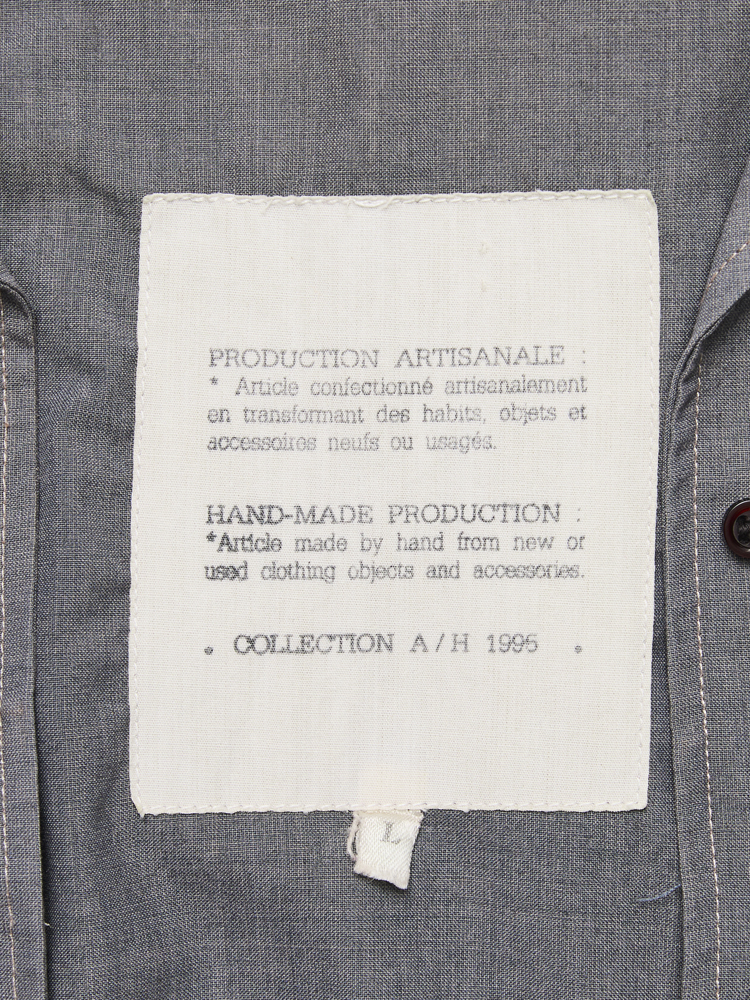 PRODUCTION ARTISANALE :
* Article confectionné artisanalement
en transformant des habits, objets et
accessoires neufs ou usagés.
HAND-MADE PRODUCTION :
*Article made by hand from new or
used clothing objects and accessories.
. COLLECTION A/H 1995 .
L